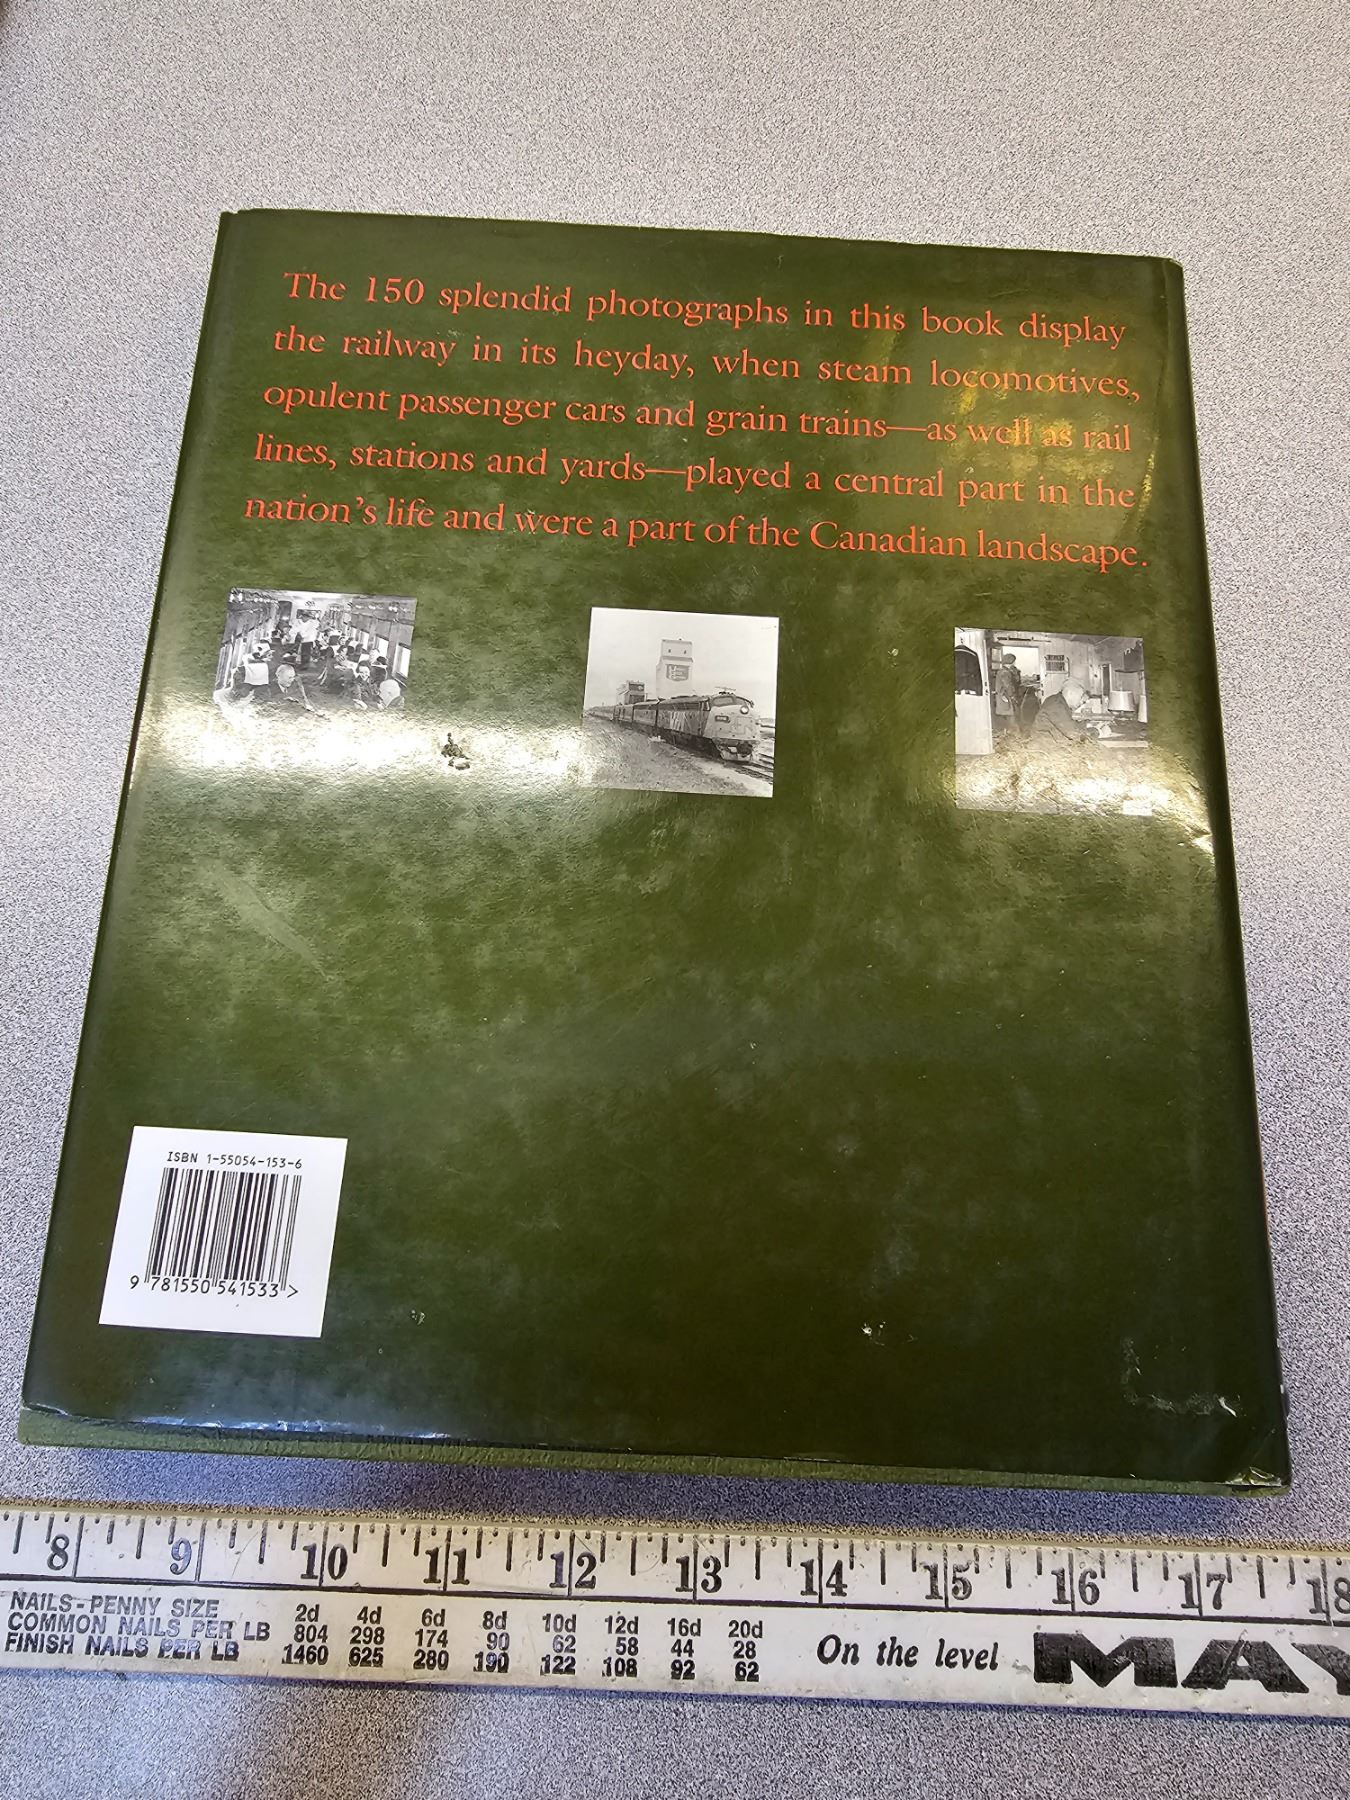 The 150 splendid photographs in this book display
the railway in its heyday, when steam locomotives,
opulent passenger cars and grain trains—as well as rail
lines, stations and yards—played a central part in the
nation's life and were a part of the Canadian landscape.
ISBN 1-55054-153-6
9 781550 541533 >
8 9 10 11 12 13 14 15 16 17 18
NAILS-PENNY SIZE 2d 4d 6d 8d 10d 12d 16d 20d
COMMON NAILS PER LB 804 298 174 90 62 58 44 28
FINISH NAILS PER LB 1460 625 280 190 122 108 92 62
On the level
MAY